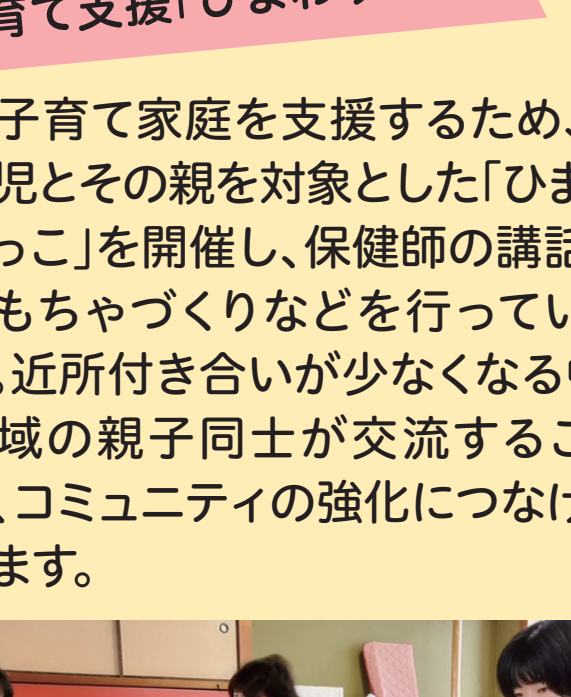 育て支援「ひまわり
子育て家庭を支援するため、
児とその親を対象とした「ひま
っこ」を開催し、保健師の講話
もちゃづくりなどを行ってい
。近所付き合いが少なくなる中
域の親子同士が交流するこ
、コミュニティの強化につなげ
ます。